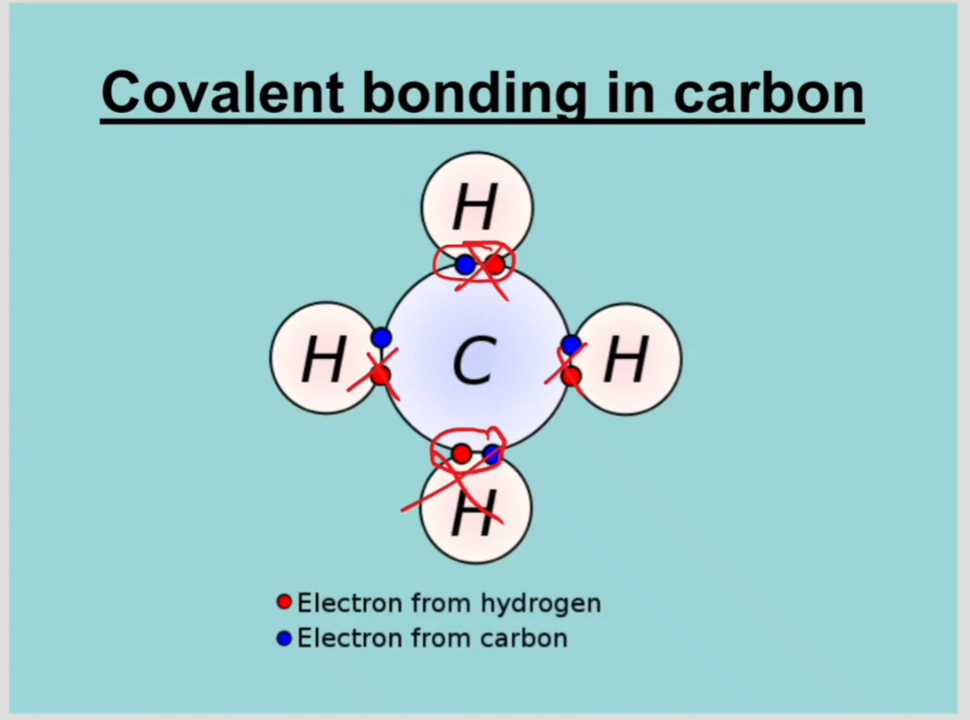 Covalent bonding in carbon
H
H C H
H
Electron from hydrogen
Electron from carbon